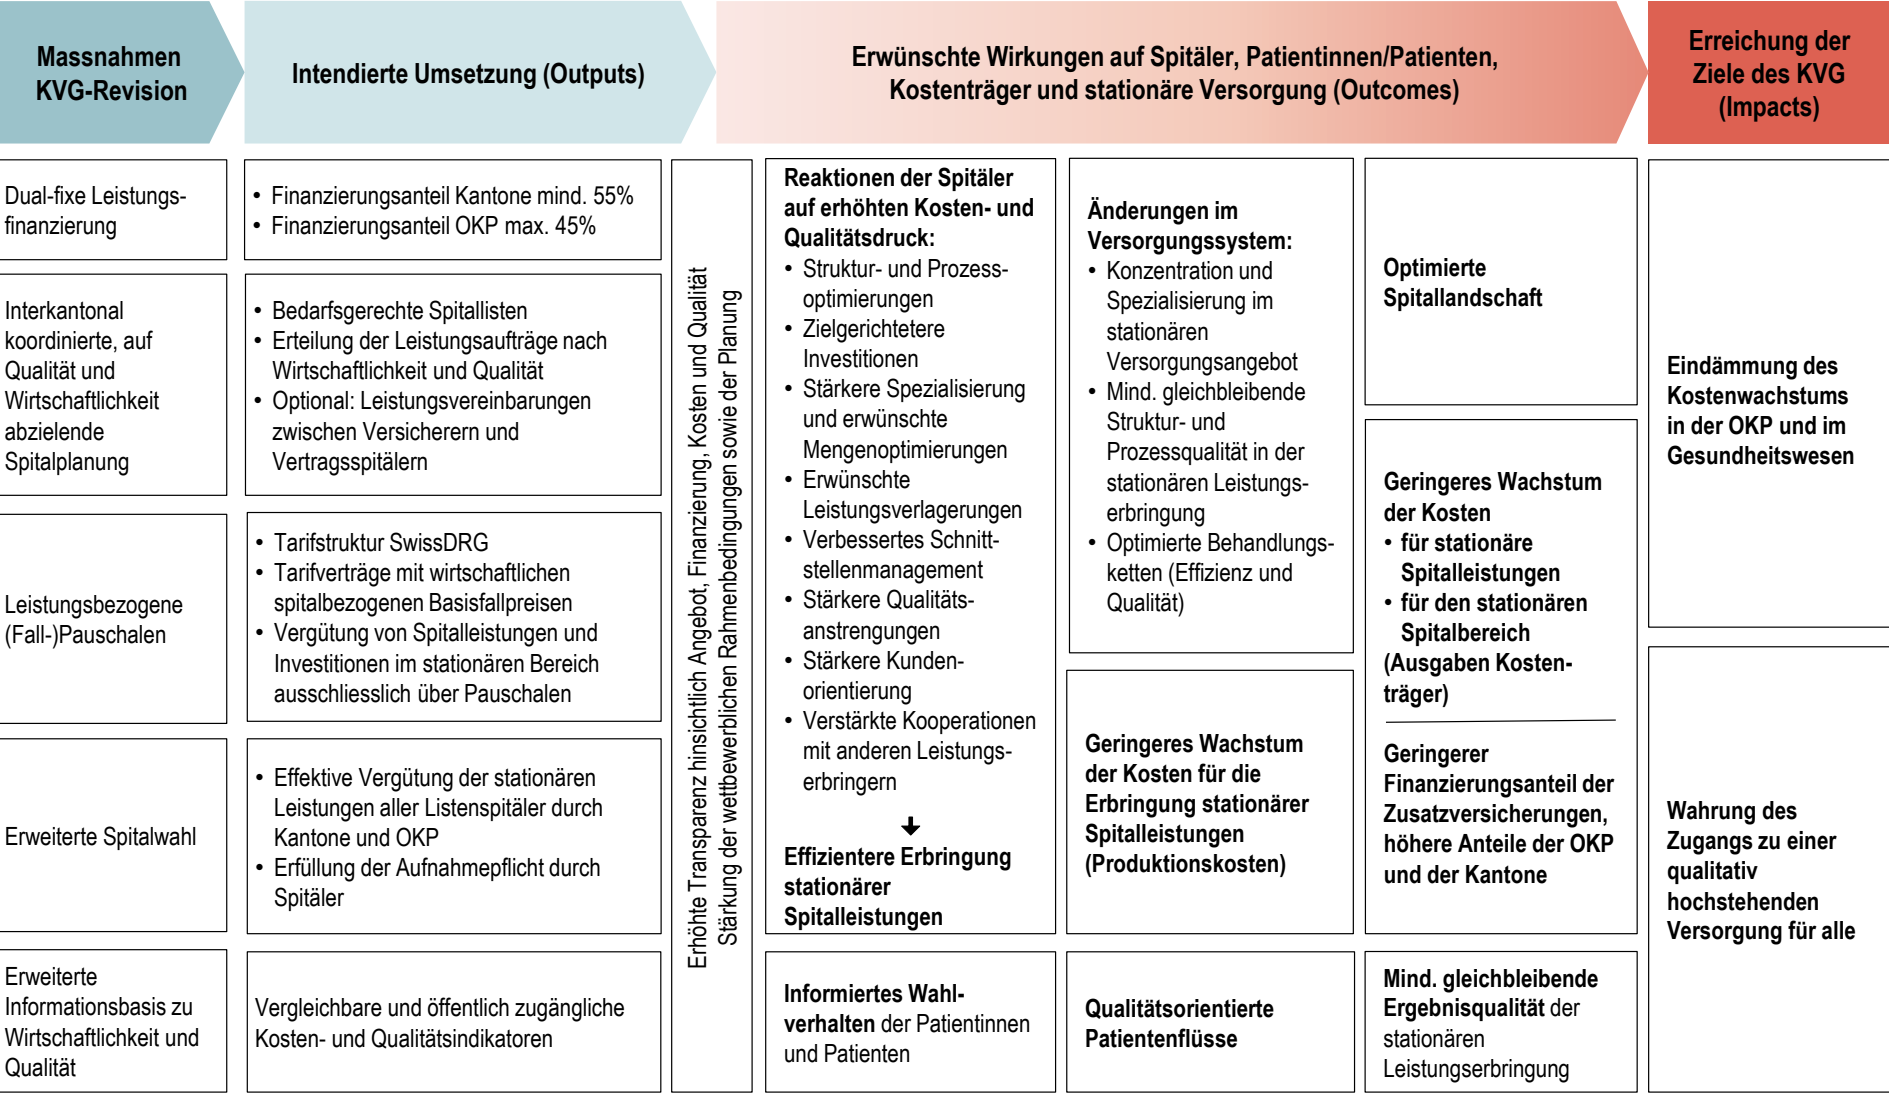 Massnahmen
KVG-Revision
Intendierte Umsetzung (Outputs)
Erwünschte Wirkungen auf Spitäler, Patientinnen/Patienten,
Kostenträger und stationäre Versorgung (Outcomes)
Erreichung der
Ziele des KVG
(Impacts)
Dual-fixe Leistungs-
finanzierung
Interkantonal
koordinierte, auf
Qualität und
Wirtschaftlichkeit
abzielende
Spitalplanung
Leistungsbezogene
(Fall-)Pauschalen
Erweiterte Spitalwahl
Erweiterte
Informationsbasis zu
Wirtschaftlichkeit und
Qualität
• Finanzierungsanteil Kantone mind. 55%
• Finanzierungsanteil OKP max. 45%
• Bedarfsgerechte Spitallisten
• Erteilung der Leistungsaufträge nach
Wirtschaftlichkeit und Qualität
• Optional: Leistungsvereinbarungen
zwischen Versicherern und
Vertragsspitälern
• Tarifstruktur SwissDRG
• Tarifverträge mit wirtschaftlichen
spitalbezogenen Basisfallpreisen
• Vergütung von Spitalleistungen und
Investitionen im stationären Bereich
ausschliesslich über Pauschalen
• Effektive Vergütung der stationären
Leistungen aller Listenspitäler durch
Kantone und OKP
• Erfüllung der Aufnahmepflicht durch
Spitäler
Vergleichbare und öffentlich zugängliche
Kosten- und Qualitätsindikatoren
Erhöhte Transparenz hinsichtlich Angebot, Finanzierung, Kosten und Qualität
Stärkung der wettbewerblichen Rahmenbedingungen sowie der Planung
Reaktionen der Spitäler
auf erhöhten Kosten- und
Qualitätsdruck:
• Struktur- und Prozess-
optimierungen
• Zielgerichtetere
Investitionen
• Stärkere Spezialisierung
und erwünschte
Mengenoptimierungen
• Erwünschte
Leistungsverlagerungen
• Verbessertes Schnitt-
stellenmanagement
• Stärkere Qualitäts-
anstrengungen
• Stärkere Kunden-
orientierung
• Verstärkte Kooperationen
mit anderen Leistungs-
erbringern
Effizientere Erbringung
stationärer
Spitalleistungen
Informiertes Wahl-
verhalten der Patientinnen
und Patienten
Änderungen im
Versorgungssystem:
• Konzentration und
Spezialisierung im
stationären
Versorgungsangebot
• Mind. gleichbleibende
Struktur- und
Prozessqualität in der
stationären Leistungs-
erbringung
• Optimierte Behandlungs-
ketten (Effizienz und
Qualität)
Geringeres Wachstum
der Kosten für die
Erbringung stationärer
Spitalleistungen
(Produktionskosten)
Qualitätsorientierte
Patientenflüsse
Optimierte
Spitallandschaft
Geringeres Wachstum
der Kosten
• für stationäre
Spitalleistungen
• für den stationären
Spitalbereich
(Ausgaben Kosten-
träger)
Geringerer
Finanzierungsanteil der
Zusatzversicherungen,
höhere Anteile der OKP
und der Kantone
Mind. gleichbleibende
Ergebnisqualität der
stationären
Leistungserbringung
Eindämmung des
Kostenwachstums
in der OKP und im
Gesundheitswesen
Wahrung des
Zugangs zu einer
qualitativ
hochstehenden
Versorgung für alle